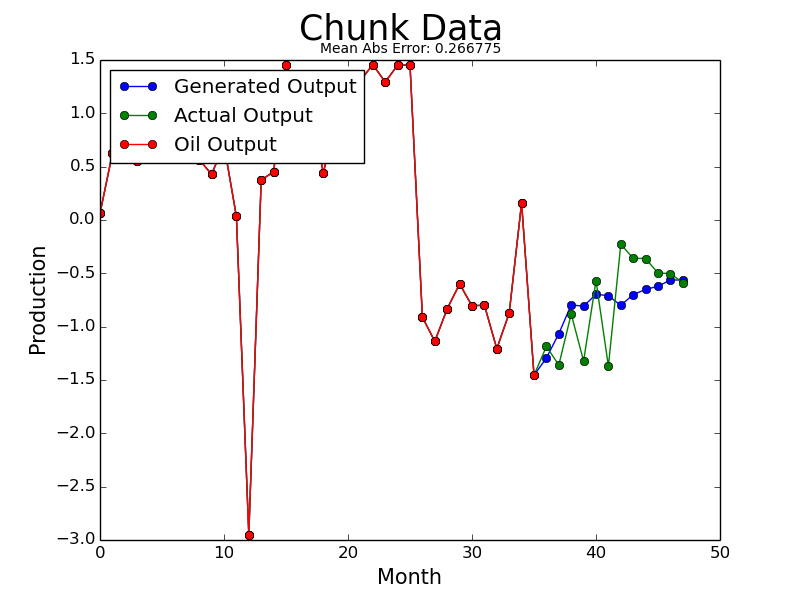 Chunk Data
Mean Abs Error: 0.266775
Generated Output
Actual Output
Oil Output
1.5
1.0
0.5
0.0
−0.5
−1.0
−1.5
−2.0
−2.5
−3.0
Production
0 10 20 30 40 50
Month